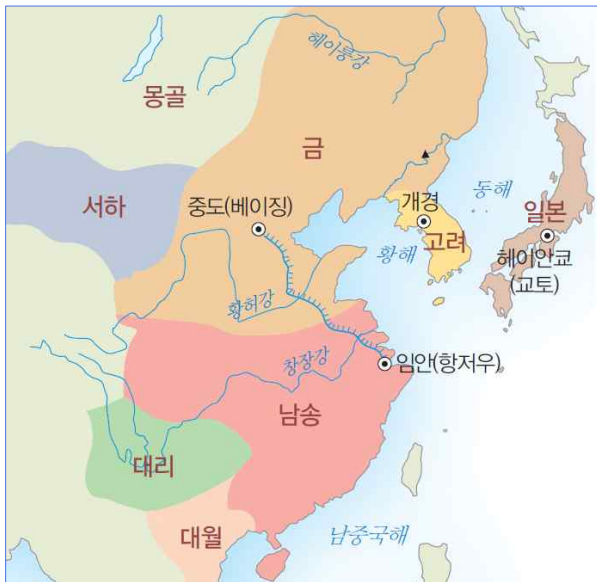 헤이룽강
몽골
금
서하
중도(베이징)
개경
동해
일본
고려
황해
헤이안쿄
(교토)
황허강
창장강
임안(항저우)
남송
대리
대월
남중국해